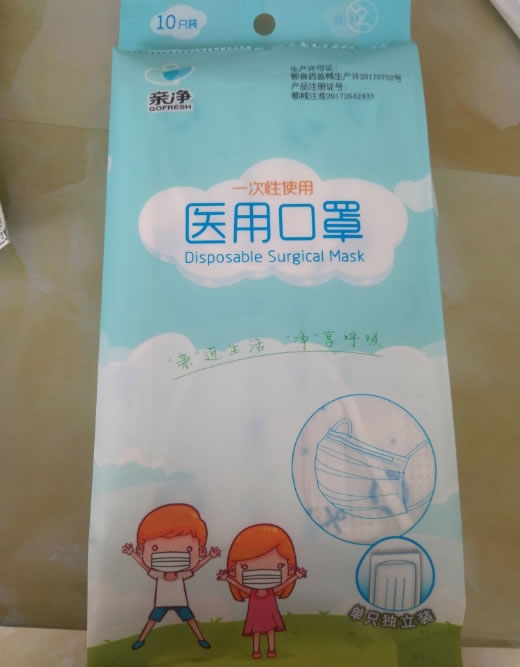 10只装
生产许可证：
鄂食药监械生产许20170752号
产品注册证号：
鄂械注准20172642433
亲净
GOFRESH
一次性使用
医用口罩
Disposable Surgical Mask
“亲”近生活 “净”享呼吸
单只独立装